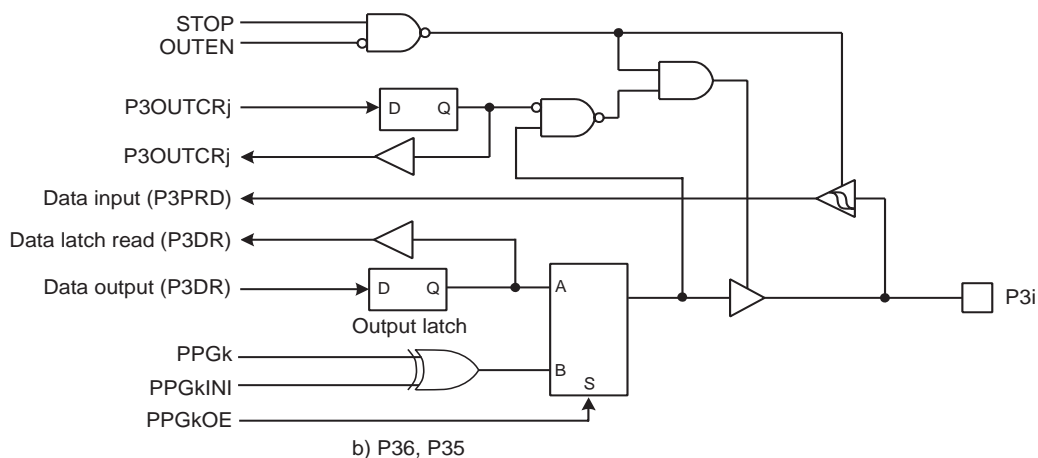 STOP
OUTEN
P3OUTCRj
D Q
P3OUTCRj
Data input (P3PRD)
Data latch read (P3DR)
Data output (P3DR)
D Q
Output latch
A
B
S
P3i
PPGk
PPGkINI
PPGkOE
b) P36, P35